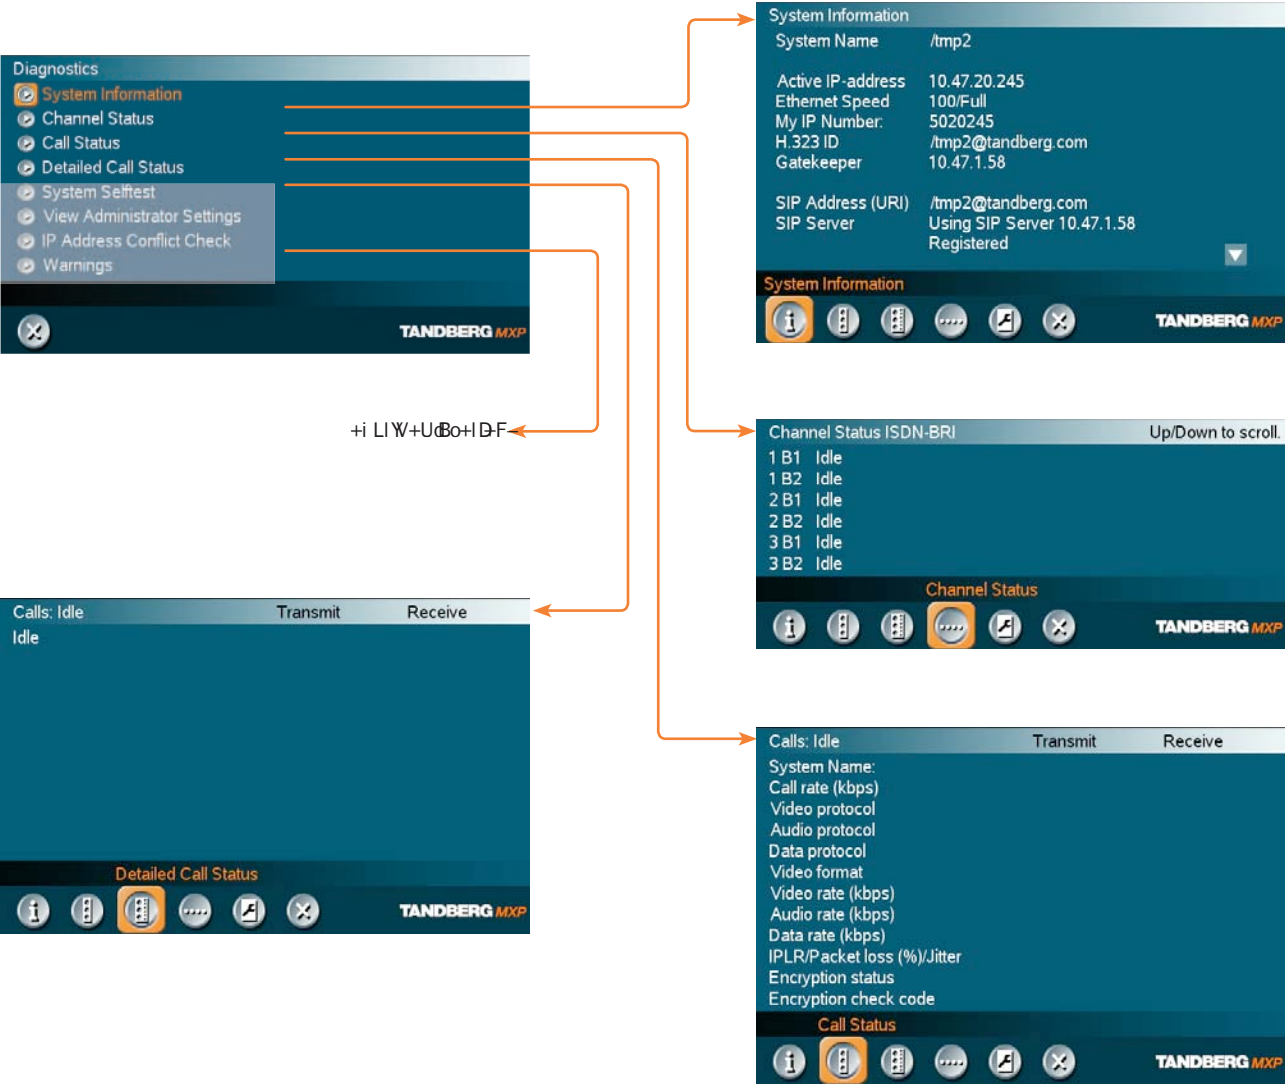 Diagnostics
System Information
Channel Status
Call Status
Detailed Call Status
System Selftest
View Administrator Settings
IP Address Conflict Check
Warnings
TANDBERG MXP
System Information
System Name /tmp2
Active IP-address 10.47.20.245
Ethernet Speed 100/Full
My IP Number: 5020245
H.323 ID /tmp2@tandberg.com
Gatekeeper 10.47.1.58
SIP Address (URI) /tmp2@tandberg.com
SIP Server Using SIP Server 10.47.1.58
Registered
System Information
TANDBERG MXP
Channel Status ISDN-BRI Up/Down to scroll.
1 B1 Idle
1 B2 Idle
2 B1 Idle
2 B2 Idle
3 B1 Idle
3 B2 Idle
Channel Status
TANDBERG MXP
Calls: Idle Transmit Receive
Idle
Detailed Call Status
TANDBERG MXP
Calls: Idle Transmit Receive
System Name:
Call rate (kbps)
Video protocol
Audio protocol
Data protocol
Video format
Video rate (kbps)
Audio rate (kbps)
Data rate (kbps)
IPLR/Packet loss (%)/Jitter
Encryption status
Encryption check code
Call Status
TANDBERG MXP